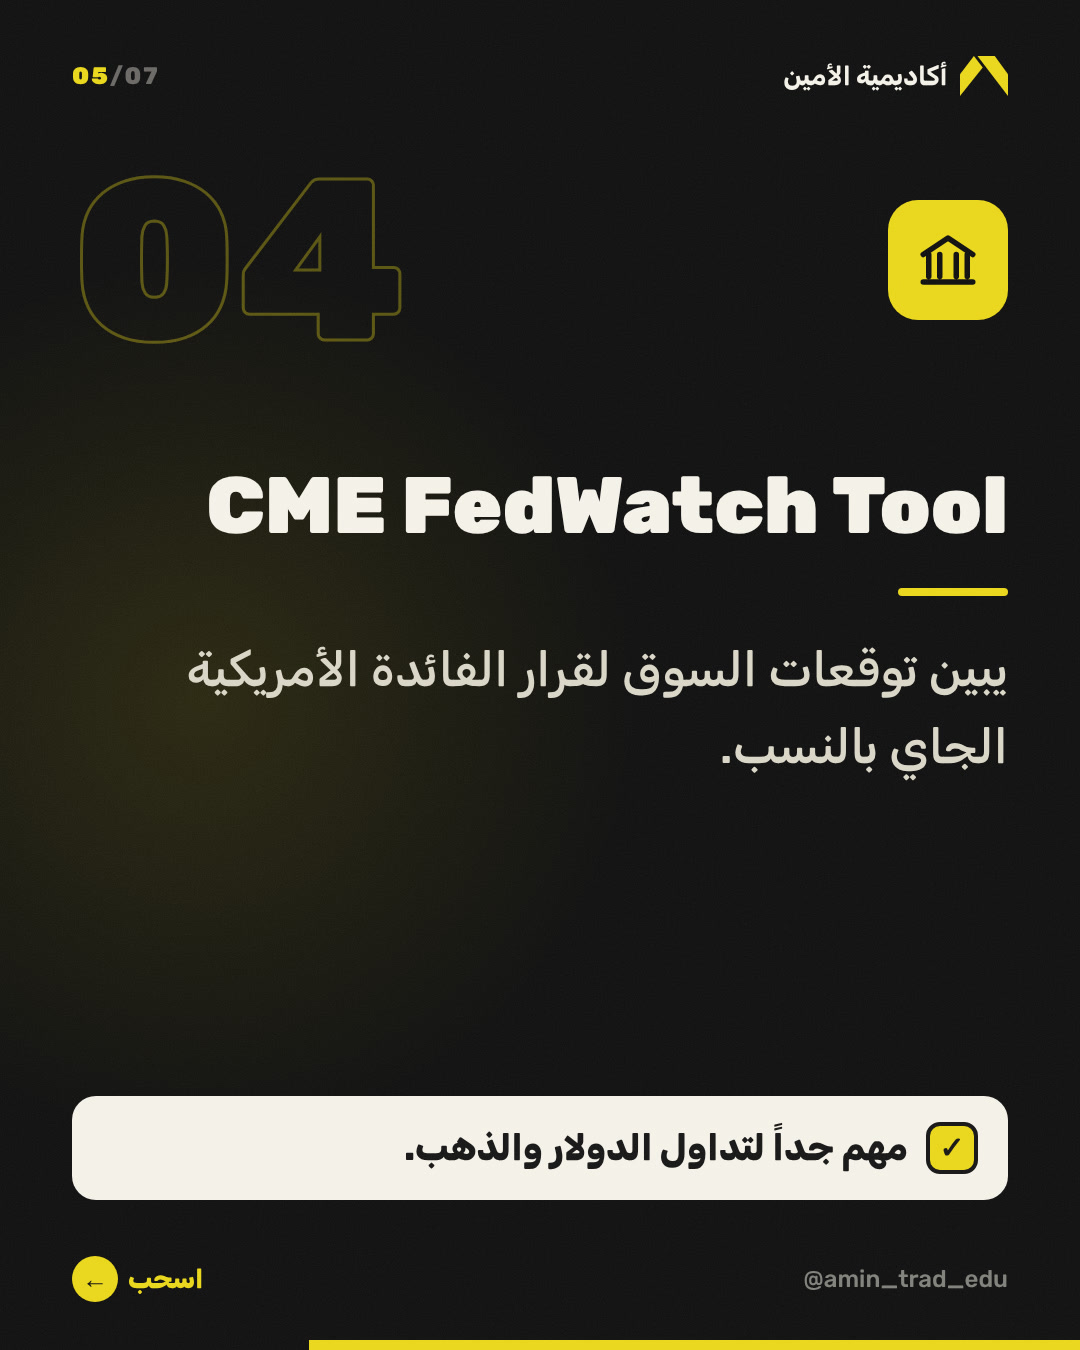 أكاديمية الأمين
05/07
04
CME FedWatch Tool
يبين توقعات السوق لقرار الفائدة الأمريكية
الجاي بالنسب.
✓ مهم جداً لتداول الدولار والذهب.
@amin_trad_edu
اسحب ←